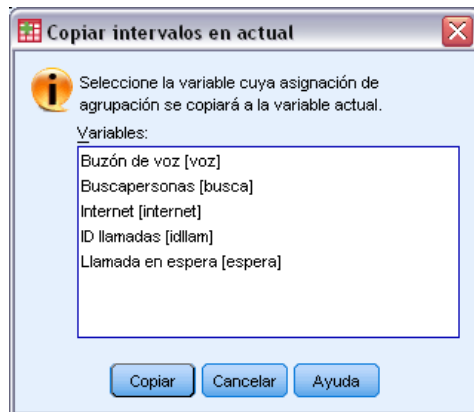 Copiar intervalos en actual
Seleccione la variable cuya asignación de
agrupación se copiará a la variable actual.
Variables:
Buzón de voz [voz]
Buscapersonas [busca]
Internet [internet]
ID llamadas [idllam]
Llamada en espera [espera]
Copiar Cancelar Ayuda